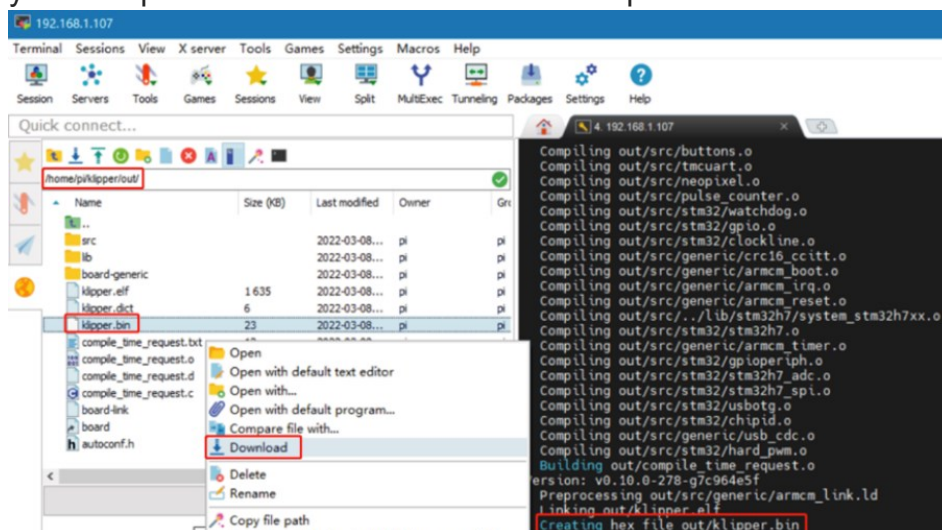 192.168.1.107
Terminal Sessions View X server Tools Games Settings Macros Help
Session Servers Tools Games Sessions View Split MultiExec Tunneling Packages Settings Help
Quick connect...
4. 192.168.1.107
/home/pi/klipper/out/
Name Size (KB) Last modified Owner Gro
..
src 2022-03-08... pi pi
lib 2022-03-08... pi pi
board-generic 2022-03-08... pi pi
klipper.elf 1 635 2022-03-08... pi pi
klipper.dict 6 2022-03-08... pi pi
klipper.bin 23 2022-03-08... pi pi
compile_time_request.txt
compile_time_request.o
compile_time_request.d
compile_time_request.c
board-link
board
autoconf.h
Open
Open with default text editor
Open with...
Open with default program...
Compare file with...
Download
Delete
Rename
Copy file path
Compiling out/src/buttons.o
Compiling out/src/tmcuart.o
Compiling out/src/neopixel.o
Compiling out/src/pulse_counter.o
Compiling out/src/stm32/watchdog.o
Compiling out/src/stm32/gpio.o
Compiling out/src/stm32/clockline.o
Compiling out/src/generic/crc16_ccitt.o
Compiling out/src/generic/armcm_boot.o
Compiling out/src/generic/armcm_irq.o
Compiling out/src/generic/armcm_reset.o
Compiling out/src/../lib/stm32h7/system_stm32h7xx.o
Compiling out/src/stm32/stm32h7.o
Compiling out/src/generic/armcm_timer.o
Compiling out/src/stm32/gpioperiph.o
Compiling out/src/stm32/stm32h7_adc.o
Compiling out/src/stm32/stm32h7_spi.o
Compiling out/src/stm32/usbotg.o
Compiling out/src/stm32/chipid.o
Compiling out/src/generic/usb_cdc.o
Compiling out/src/stm32/hard_pwm.o
Building out/compile_time_request.o
ersion: v0.10.0-278-g7c964e5f
Preprocessing out/src/generic/armcm_link.ld
Linking out/klipper.elf
Creating hex file out/klipper.bin